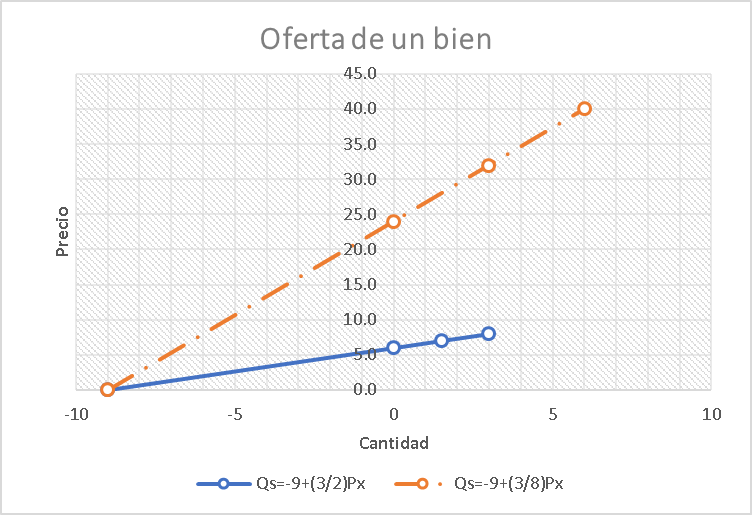 Oferta de un bien
45.0
40.0
35.0
30.0
25.0
20.0
15.0
10.0
5.0
0.0
-10 -5 0 5 10
Precio
Cantidad
Qs=-9+(3/2)Px Qs=-9+(3/8)Px